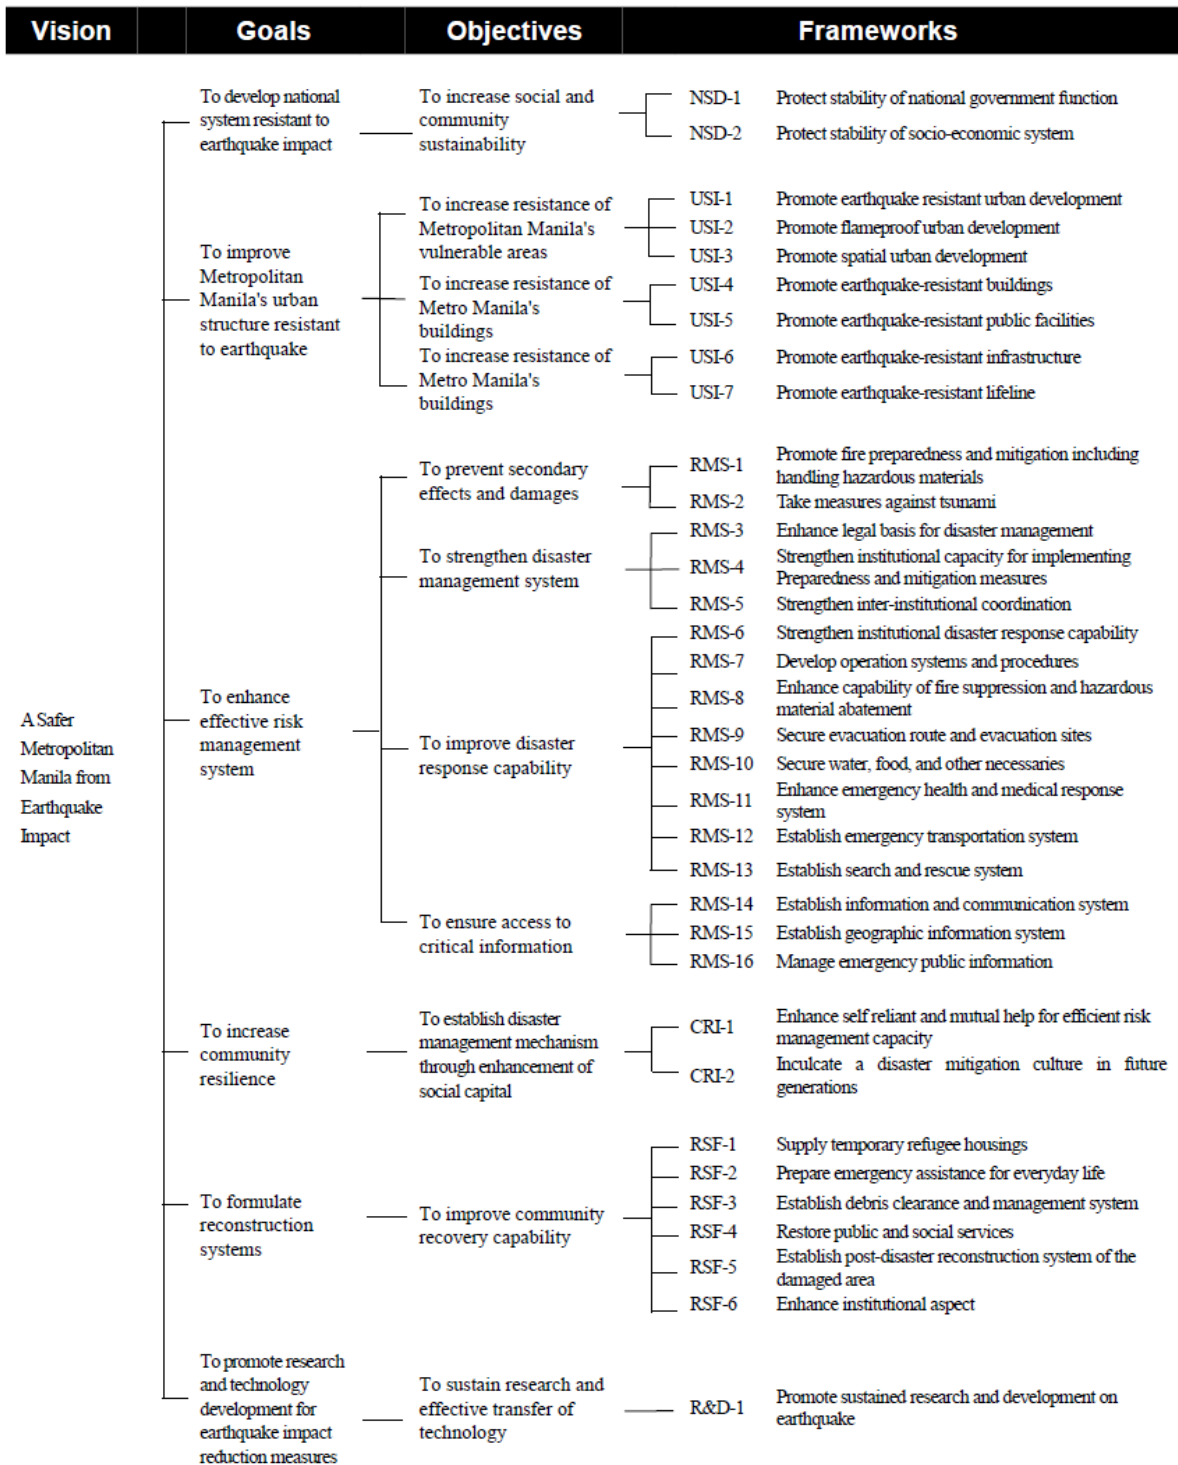 Vision Goals Objectives Frameworks
A Safer
Metropolitan
Manila from
Earthquake
Impact
To develop national
system resistant to
earthquake impact
To increase social and
community
sustainability
NSD-1 Protect stability of national government function
NSD-2 Protect stability of socio-economic system
To improve
Metropolitan
Manila's urban
structure resistant
to earthquake
To increase resistance of
Metropolitan Manila's
vulnerable areas
USI-1 Promote earthquake resistant urban development
USI-2 Promote flameproof urban development
USI-3 Promote spatial urban development
To increase resistance of
Metro Manila's
buildings
USI-4 Promote earthquake-resistant buildings
USI-5 Promote earthquake-resistant public facilities
To increase resistance of
Metro Manila's
buildings
USI-6 Promote earthquake-resistant infrastructure
USI-7 Promote earthquake-resistant lifeline
To enhance
effective risk
management
system
To prevent secondary
effects and damages
RMS-1 Promote fire preparedness and mitigation including
handling hazardous materials
RMS-2 Take measures against tsunami
To strengthen disaster
management system
RMS-3 Enhance legal basis for disaster management
RMS-4 Strengthen institutional capacity for implementing
Preparedness and mitigation measures
RMS-5 Strengthen inter-institutional coordination
To improve disaster
response capability
RMS-6 Strengthen institutional disaster response capability
RMS-7 Develop operation systems and procedures
RMS-8 Enhance capability of fire suppression and hazardous
material abatement
RMS-9 Secure evacuation route and evacuation sites
RMS-10 Secure water, food, and other necessaries
RMS-11 Enhance emergency health and medical response
system
RMS-12 Establish emergency transportation system
RMS-13 Establish search and rescue system
To ensure access to
critical information
RMS-14 Establish information and communication system
RMS-15 Establish geographic information system
RMS-16 Manage emergency public information
To increase
community
resilience
To establish disaster
management mechanism
through enhancement of
social capital
CRI-1 Enhance self reliant and mutual help for efficient risk
management capacity
CRI-2 Inculcate a disaster mitigation culture in future
generations
To formulate
reconstruction
systems
To improve community
recovery capability
RSF-1 Supply temporary refugee housings
RSF-2 Prepare emergency assistance for everyday life
RSF-3 Establish debris clearance and management system
RSF-4 Restore public and social services
RSF-5 Establish post-disaster reconstruction system of the
damaged area
RSF-6 Enhance institutional aspect
To promote research
and technology
development for
earthquake impact
reduction measures
To sustain research and
effective transfer of
technology
R&D-1 Promote sustained research and development on
earthquake